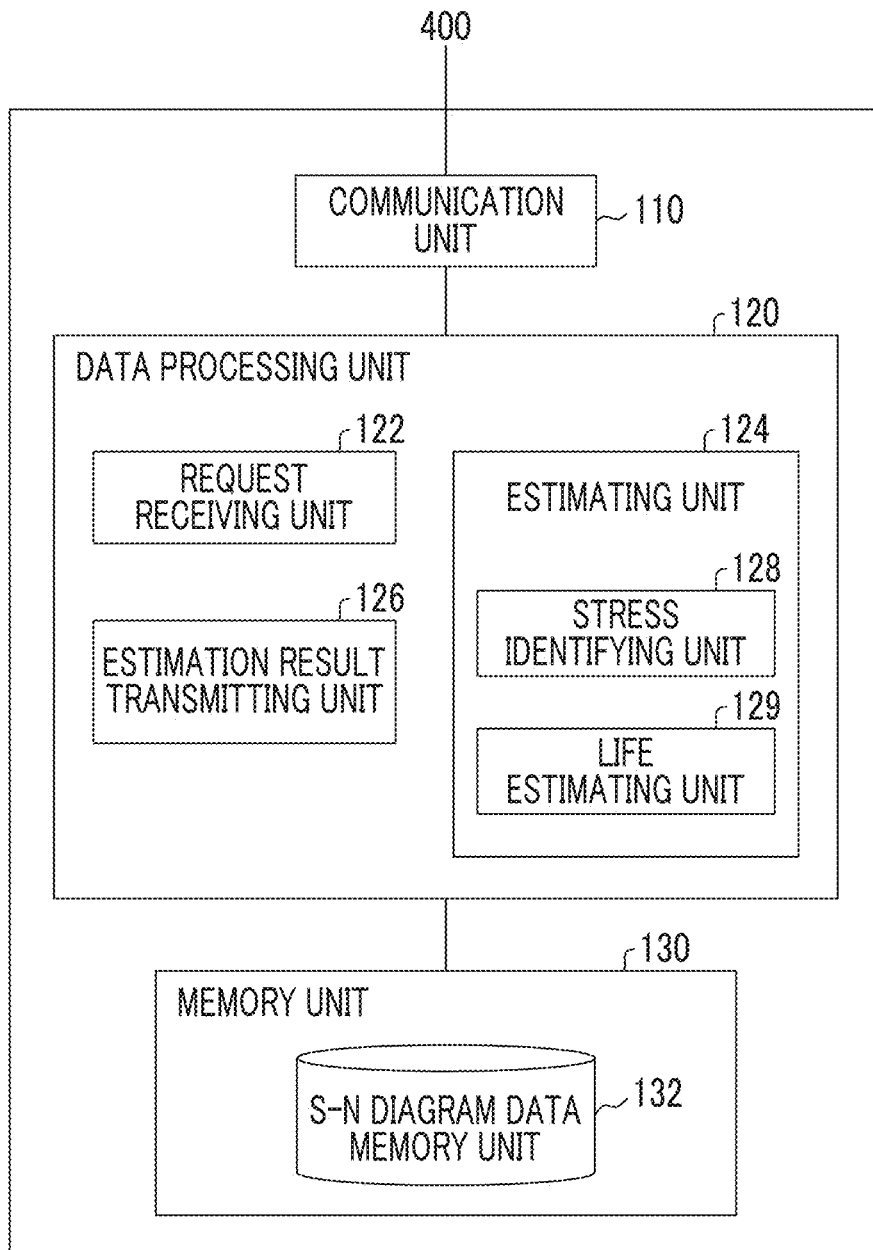 400
COMMUNICATION
UNIT
110
120
DATA PROCESSING UNIT
122
REQUEST
RECEIVING UNIT
124
ESTIMATING UNIT
126
ESTIMATION RESULT
TRANSMITTING UNIT
128
STRESS
IDENTIFYING UNIT
129
LIFE
ESTIMATING UNIT
130
MEMORY UNIT
S-N DIAGRAM DATA
MEMORY UNIT
132